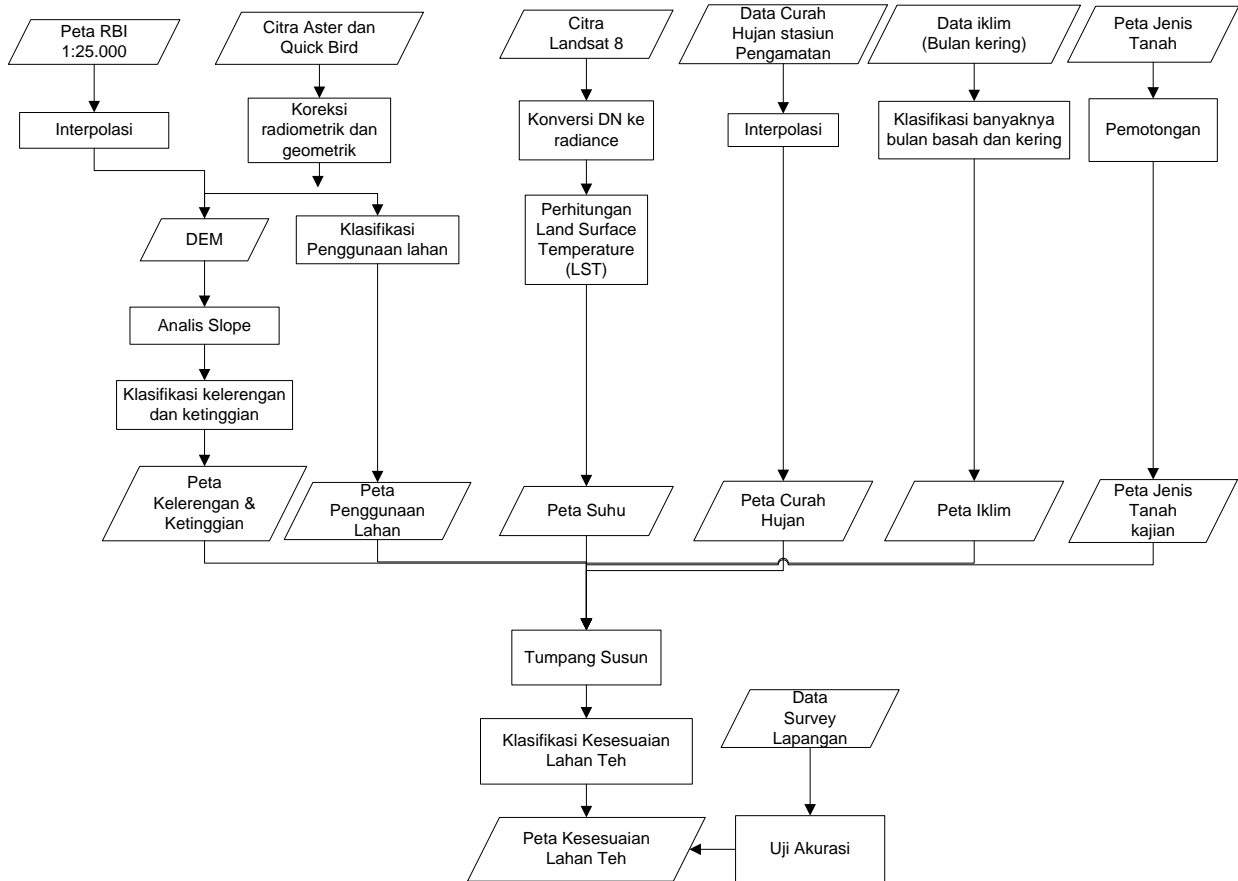 Peta RBI
1:25.000
Citra Aster dan
Quick Bird
Citra
Landsat 8
Data Curah
Hujan stasiun
Pengamatan
Data iklim
(Bulan kering)
Peta Jenis
Tanah
Interpolasi
Koreksi
radiometrik dan
geometrik
Konversi DN ke
radiance
Interpolasi
Klasifikasi banyaknya
bulan basah dan kering
Pemotongan
DEM
Klasifikasi
Penggunaan lahan
Perhitungan
Land Surface
Temperature
(LST)
Analis Slope
Klasifikasi kelerengan
dan ketinggian
Peta
Kelerengan &
Ketinggian
Peta
Penggunaan
Lahan
Peta Suhu
Peta Curah
Hujan
Peta Iklim
Peta Jenis
Tanah
kajian
Tumpang Susun
Data
Survey
Lapangan
Klasifikasi Kesesuaian
Lahan Teh
Peta Kesesuaian
Lahan Teh
Uji Akurasi